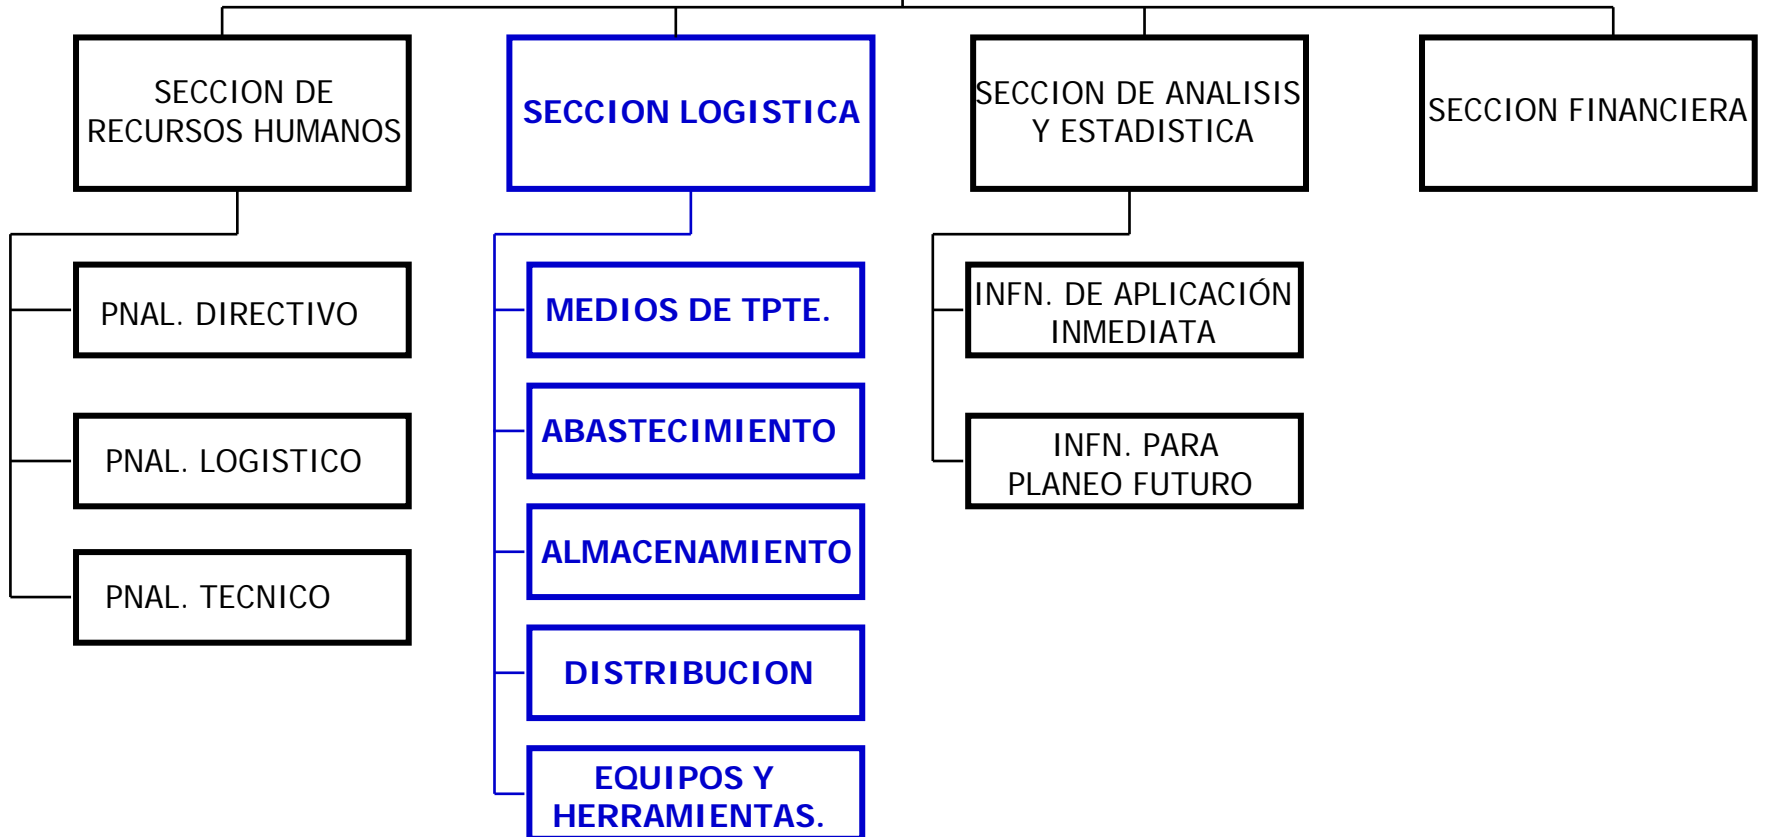 SECCION DE
RECURSOS HUMANOS
SECCION LOGISTICA
SECCION DE ANALISIS
Y ESTADISTICA
SECCION FINANCIERA
PNAL. DIRECTIVO
PNAL. LOGISTICO
PNAL. TECNICO
MEDIOS DE TPTE.
ABASTECIMIENTO
ALMACENAMIENTO
DISTRIBUCION
EQUIPOS Y
HERRAMIENTAS.
INFN. DE APLICACIÓN
INMEDIATA
INFN. PARA
PLANEO FUTURO